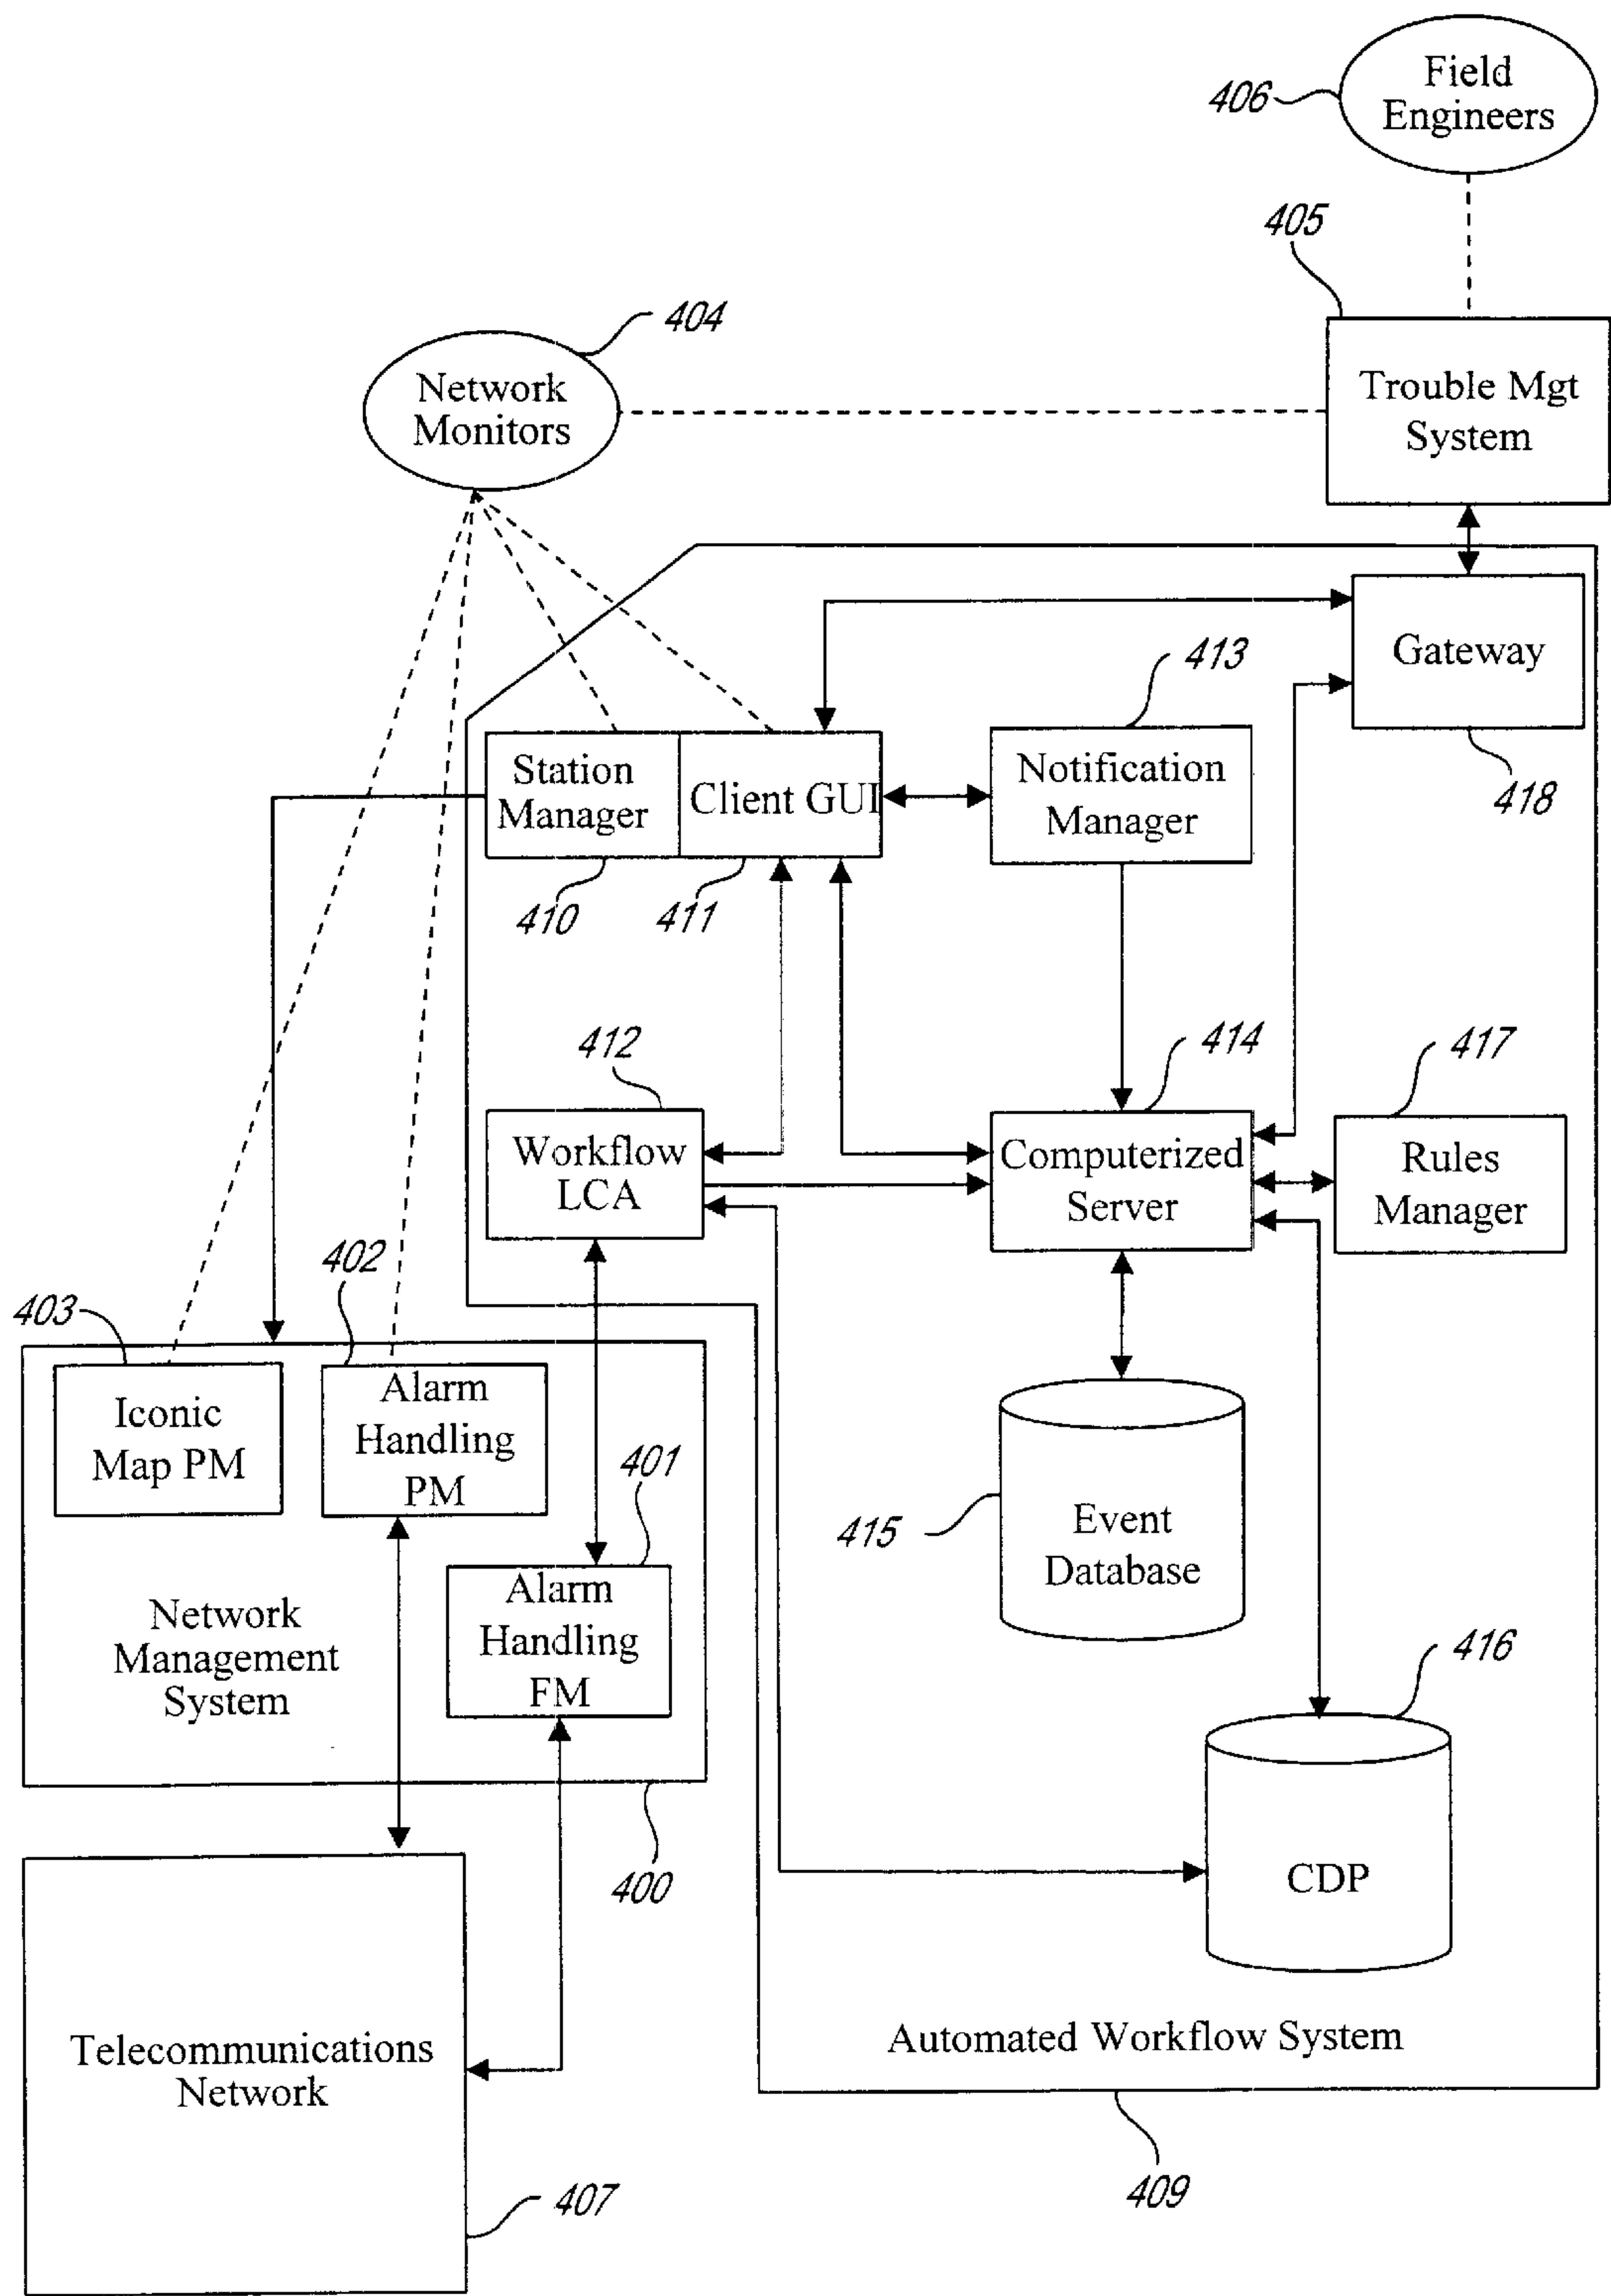 Field
406
Engineers
405
404
Network
Monitors
Trouble Mgt
System
413
Gateway
Station
Manager
Client GUI
Notification
Manager
418
410
411
412
414
417
Workflow
LCA
Computerized
Server
Rules
Manager
402
403
Iconic
Map PM
Alarm
Handling
PM
401
415
Event
Database
Alarm
Handling
FM
Network
Management
System
416
400
CDP
Telecommunications
Network
Automated Workflow System
409
407